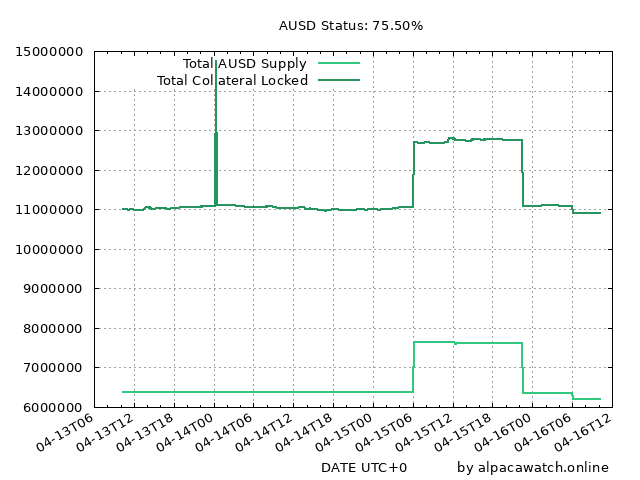 AUSD Status: 75.50%
15000000
14000000
13000000
12000000
11000000
10000000
9000000
8000000
7000000
6000000
Total AUSD Supply
Total Collateral Locked
04-13T06
04-13T12
04-13T18
04-14T00
04-14T06
04-14T12
04-14T18
04-15T00
04-15T06
04-15T12
04-15T18
04-16T00
04-16T06
04-16T12
DATE UTC+0
by alpacawatch.online